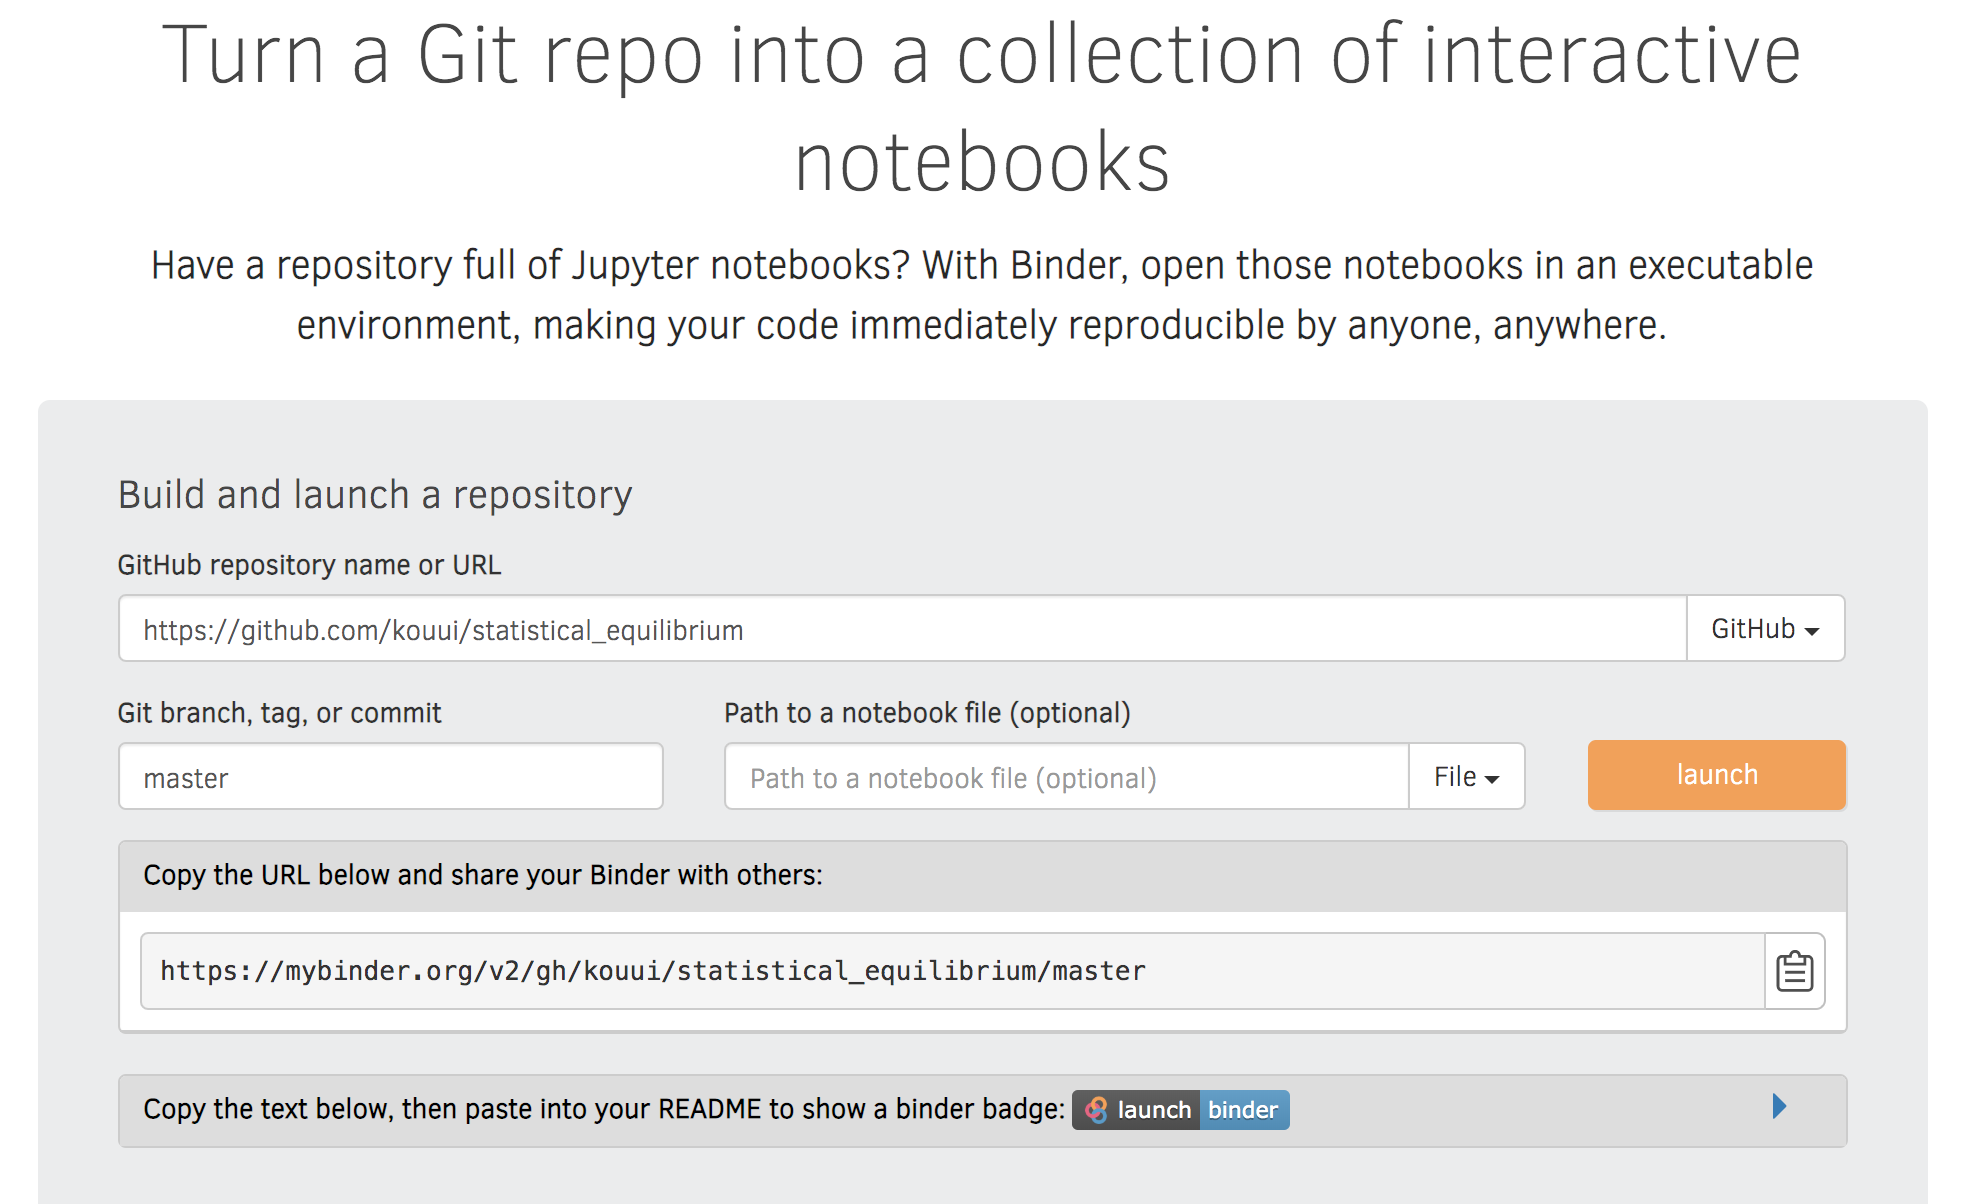 Turn a Git repo into a collection of interactive
notebooks
Have a repository full of Jupyter notebooks? With Binder, open those notebooks in an executable
environment, making your code immediately reproducible by anyone, anywhere.
Build and launch a repository
GitHub repository name or URL
https://github.com/kouui/statistical_equilibrium
GitHub
Git branch, tag, or commit
Path to a notebook file (optional)
master
Path to a notebook file (optional)
File
launch
Copy the URL below and share your Binder with others:
https://mybinder.org/v2/gh/kouui/statistical_equilibrium/master
Copy the text below, then paste into your README to show a binder badge: launch binder